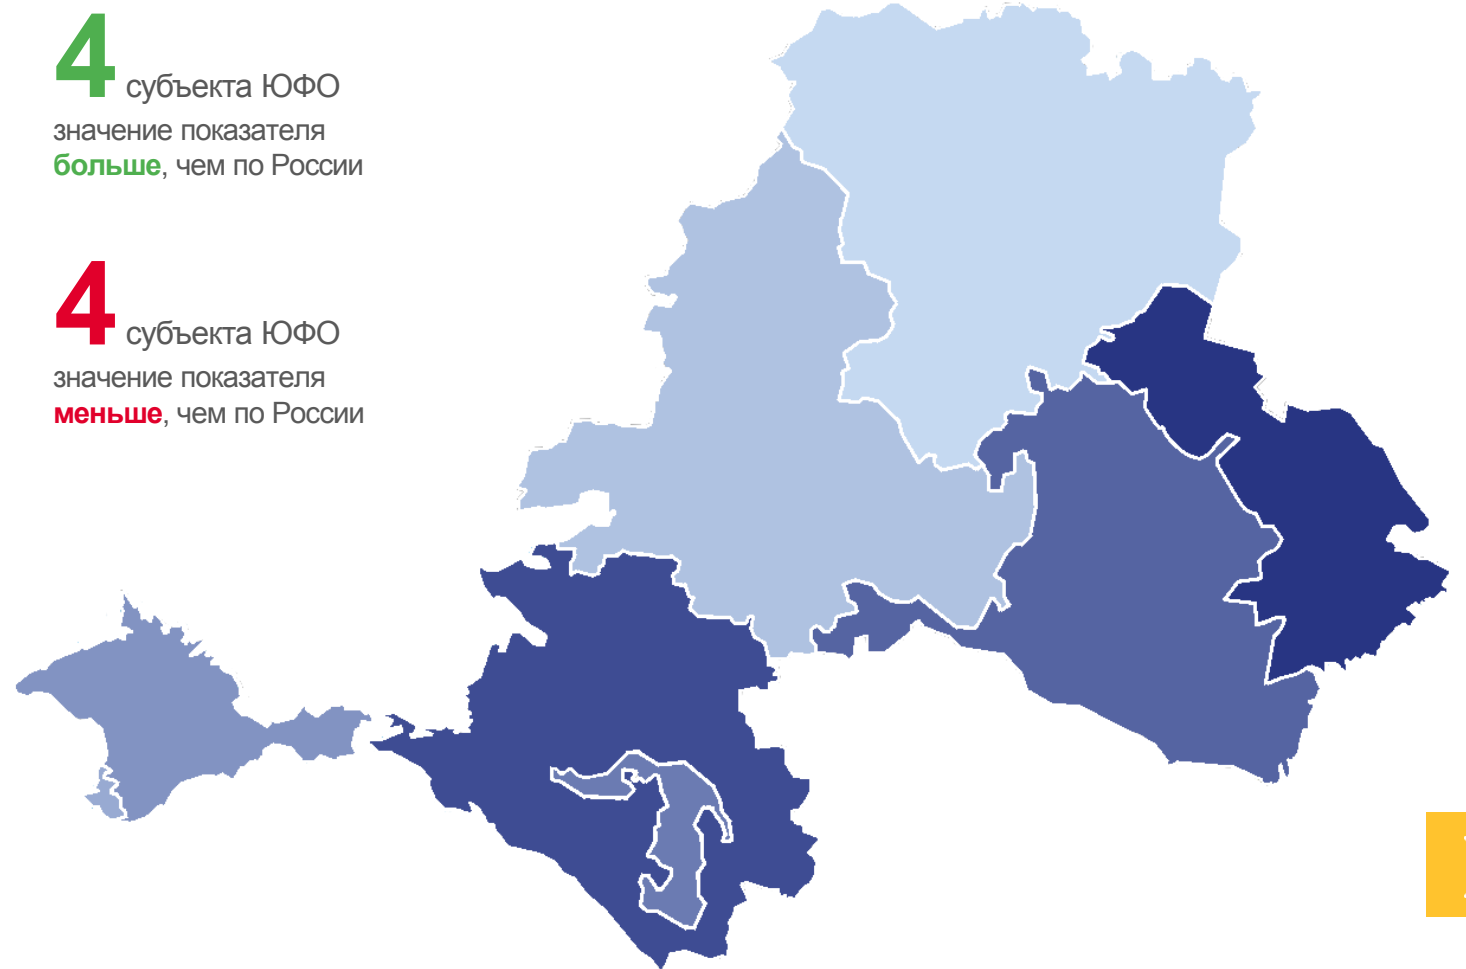 4 субъекта ЮФО
значение показателя
больше, чем по России
4 субъекта ЮФО
значение показателя
меньше, чем по России